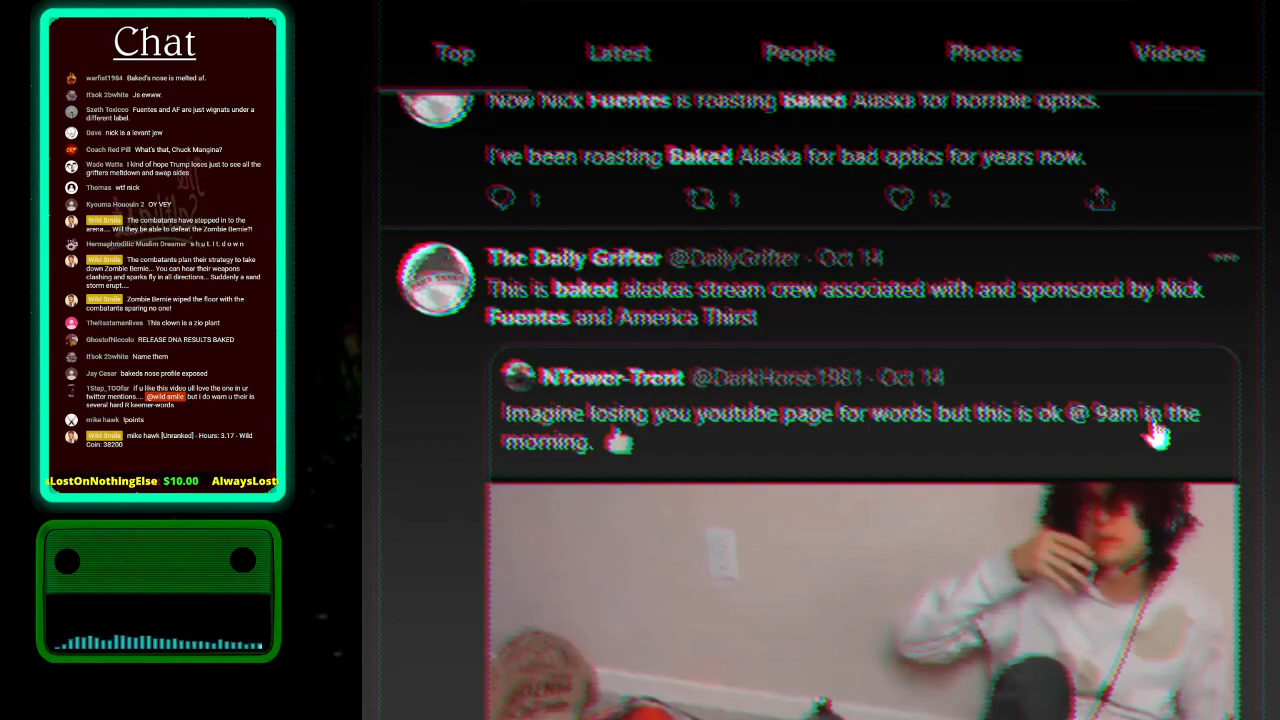 Chat
warfist1984 Baked's nose is melted af.
It'sok 2bwhite Js ewww.
Szeth Toxicco Fuentes and AF are just wignats under a
different label.
Dave nick is a levant jew
Coach Red Pill What's that, Chuck Mangina?
Wade Watts I kind of hope Trump loses just to see all the
grifters meltdown and swap sides
Thomas wtf nick
Kyouma Hououin 2 OY VEY
Wild Smile The combatants have stepped in to the
arena.... Will they be able to defeat the Zombie Bernie?!
Hermaphroditic Muslim Dreamer s h u t. I t. d o w n
Wild Smile The combatants plan their strategy to take
down Zombie Bernie... You can hear their weapons
clashing and sparks fly in all directions... Suddenly a sand
storm erupt....
Wild Smile Zombie Bernie wiped the floor with the
combatants sparing no one!
TheRastamanlives This clown is a zio plant
GhostofNiccolo RELEASE DNA RESULTS BAKED
It'sok 2bwhite Name them
Jay Cesar bakeds nose profile exposed
1Step_TOOfar if u like this video ull love the one in ur
twitter mentions.... @wild smile but i do warn u their is
several hard R keemer-words
mike hawk !points
Wild Smile mike hawk [Unranked] - Hours: 3.17 - Wild
Coin: 38200
sLostOnNothingElse $10.00 AlwaysLost
Top Latest People Photos Videos
Now Nick Fuentes is roasting Baked Alaska for horrible optics.
I've been roasting Baked Alaska for bad optics for years now.
1 1 12
The Daily Grifter @DailyGrifter · Oct 14
This is baked alaskas stream crew associated with and sponsored by Nick
Fuentes and America Thirst
NTower-Trent @DarkHorse1981 · Oct 14
Imagine losing you youtube page for words but this is ok @ 9am in the
morning.